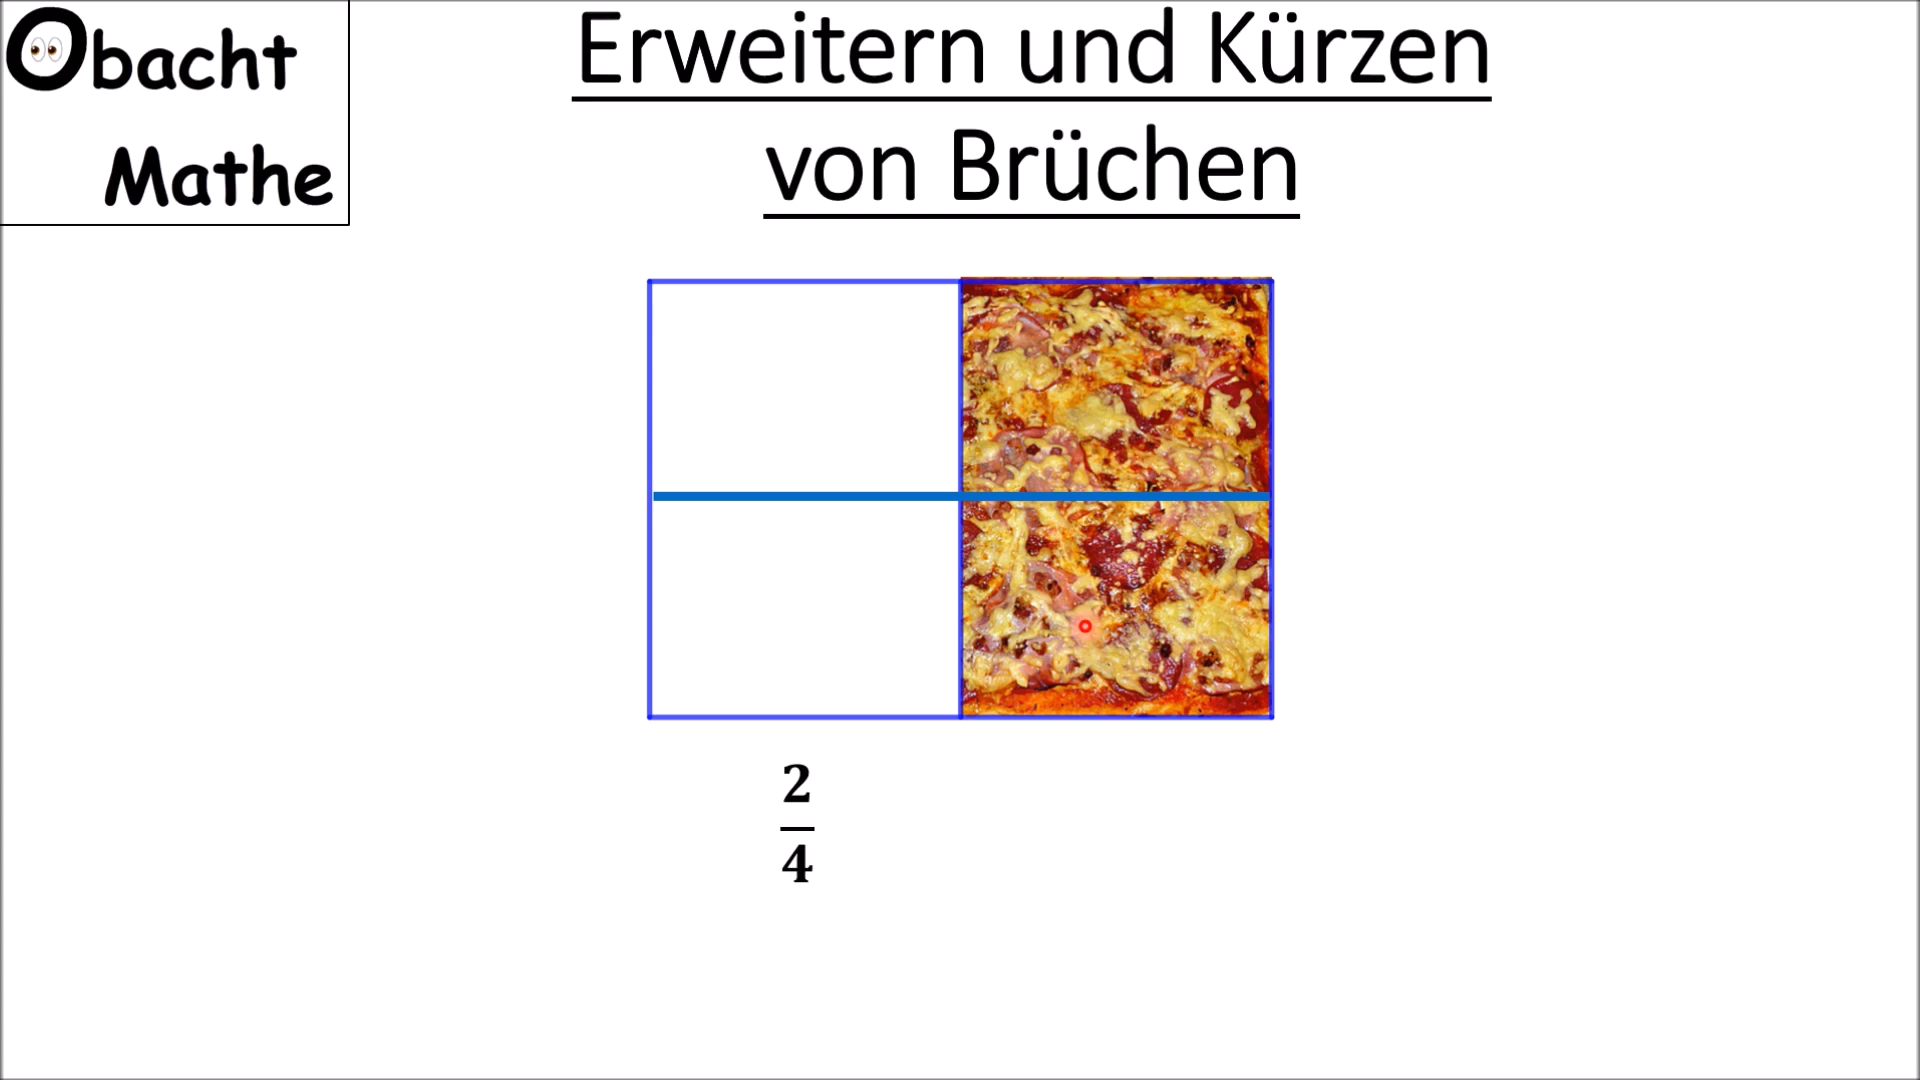 Obacht
Mathe
Erweitern und Kürzen
von Brüchen
2
4